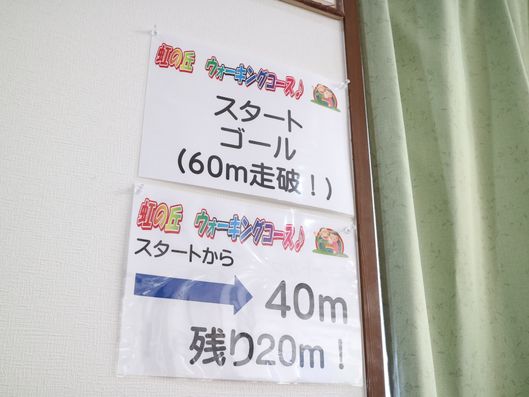 虹の丘 ウォーキングコース♪
スタート
ゴール
(60m走破！)
虹の丘 ウォーキングコース♪
スタートから
→ 40m
残り20m！